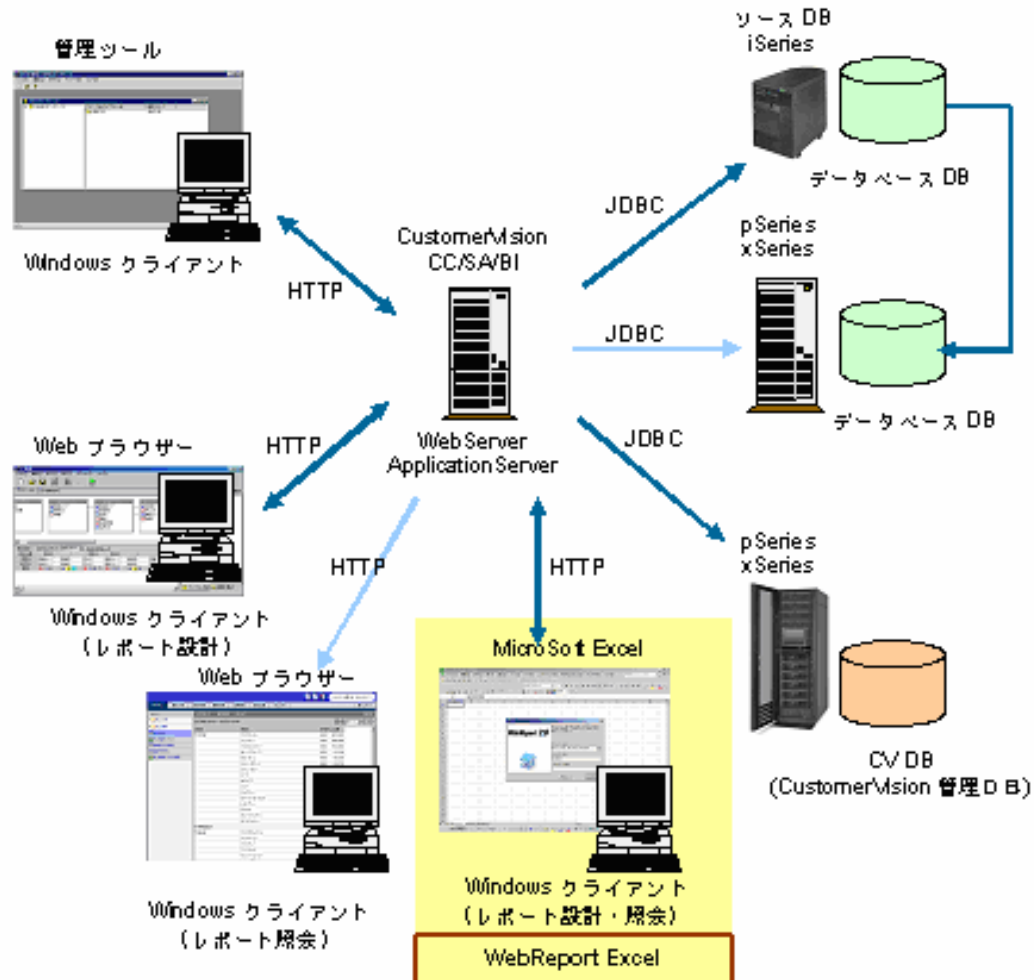 管理ツール
Windows クライアント
HTTP
CustomerVision
CC/SA/BI
Web Server
Application Server
ソース DB
iSeries
データベース DB
JDBC
pSeries
xSeries
JDBC
データベース DB
JDBC
pSeries
xSeries
CV DB
(CustomerVision 管理ＤＢ)
Web ブラウザー
HTTP
Windows クライアント
(レポート設計)
HTTP
Web ブラウザー
Windows クライアント
(レポート照会)
HTTP
MicroSoft Excel
Windows クライアント
(レポート設計・照会)
WebReport Excel